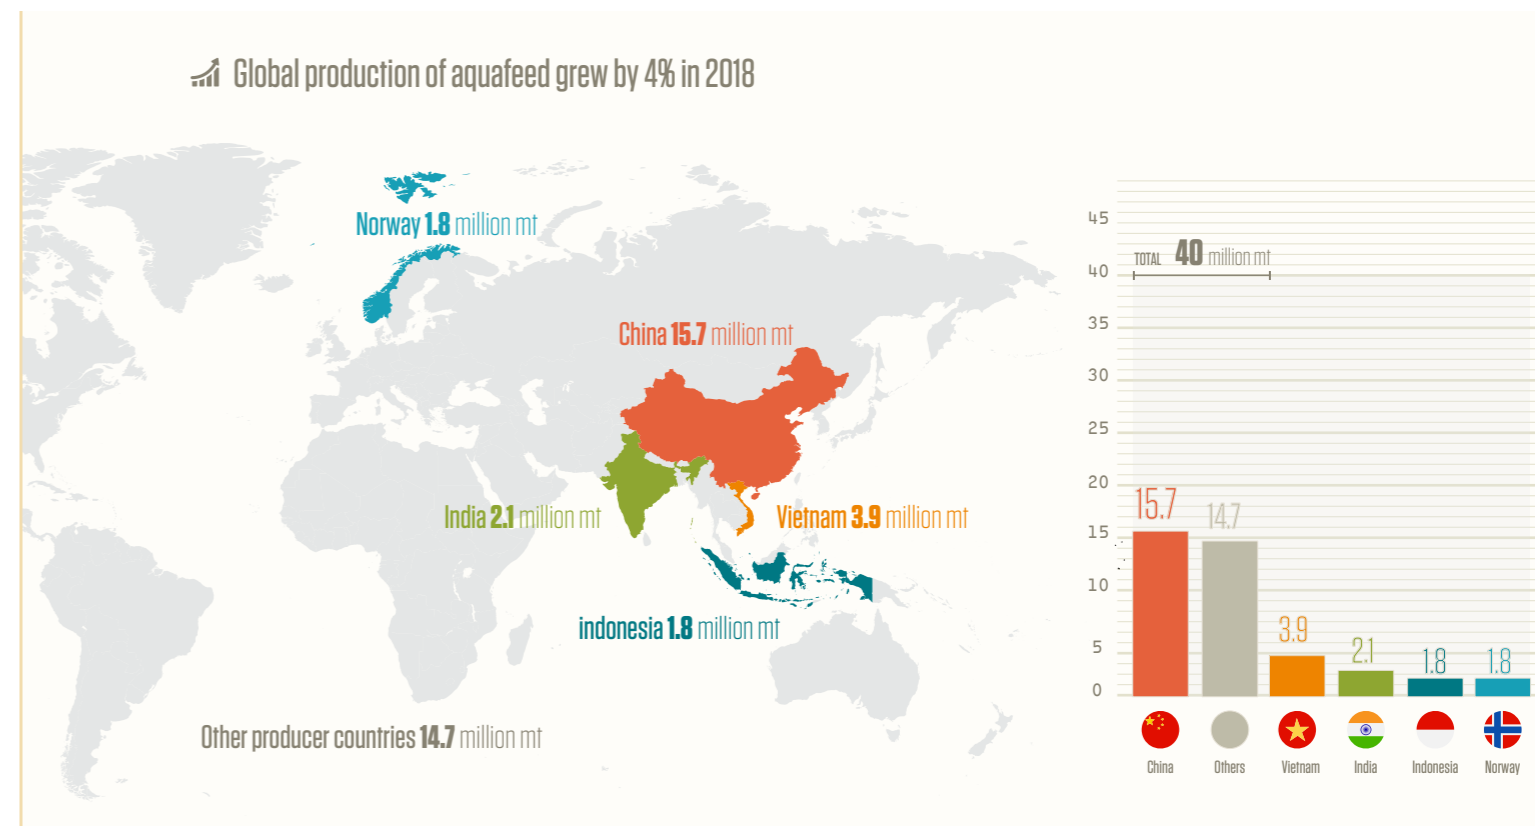 Global production of aquafeed grew by 4% in 2018
Norway 1.8 million mt
China 15.7 million mt
India 2.1 million mt
Vietnam 3.9 million mt
indonesia 1.8 million mt
Other producer countries 14.7 million mt
45
TOTAL 40 million mt
40
35
30
25
20
15
10
5
0
15.7
14.7
3.9
2.1
1.8
1.8
China
Others
Vietnam
India
Indonesia
Norway